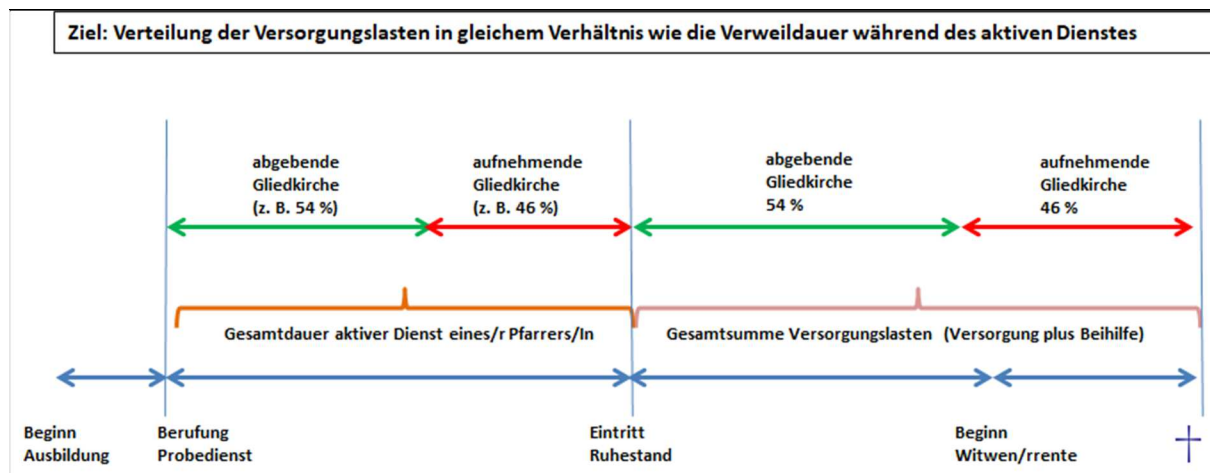 Ziel: Verteilung der Versorgungslasten in gleichem Verhältnis wie die Verweildauer während des aktiven Dienstes
abgebende
Gliedkirche
(z. B. 54 %)
aufnehmende
Gliedkirche
(z. B. 46 %)
abgebende
Gliedkirche
54 %
aufnehmende
Gliedkirche
46 %
Gesamtdauer aktiver Dienst eines/r Pfarrers/In
Gesamtsumme Versorgungslasten (Versorgung plus Beihilfe)
Beginn
Ausbildung
Berufung
Probedienst
Eintritt
Ruhestand
Beginn
Witwen/rrente